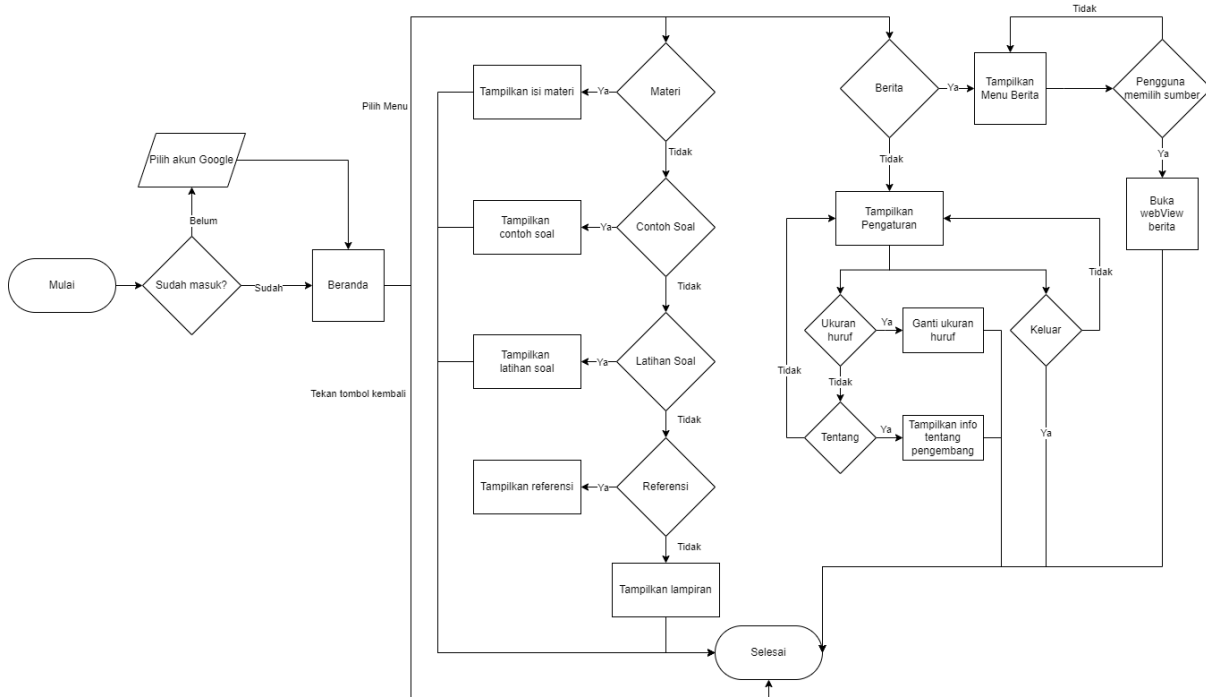 Mulai
Sudah masuk?
Belum
Pilih akun Google
Sudah
Beranda
Pilih Menu
Tekan tombol kembali
Materi
Ya
Tampilkan isi materi
Tidak
Contoh Soal
Ya
Tampilkan
contoh soal
Tidak
Latihan Soal
Ya
Tampilkan
latihan soal
Tidak
Referensi
Ya
Tampilkan referensi
Tidak
Tampilkan lampiran
Berita
Ya
Tampilkan
Menu Berita
Tidak
Pengguna
memilih sumber
Ya
Buka
webView
berita
Tidak
Tampilkan
Pengaturan
Ukuran
huruf
Ya
Ganti ukuran
huruf
Tidak
Tentang
Ya
Tampilkan info
tentang
pengembang
Tidak
Keluar
Tidak
Ya
Selesai